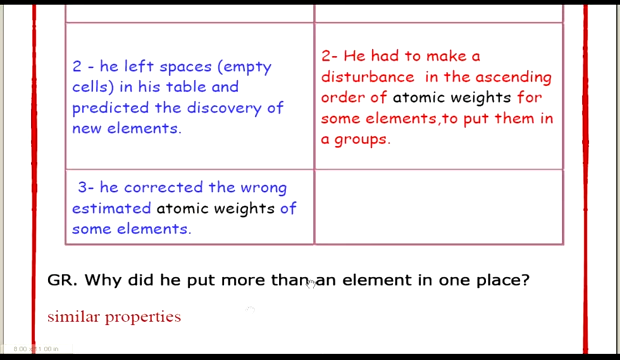 2 - he left spaces (empty
cells) in his table and
predicted the discovery of
new elements.
2- He had to make a
disturbance in the ascending
order of atomic weights for
some elements,to put them in
a groups.
3- he corrected the wrong
estimated atomic weights of
some elements.
GR. Why did he put more than an element in one place?
similar properties